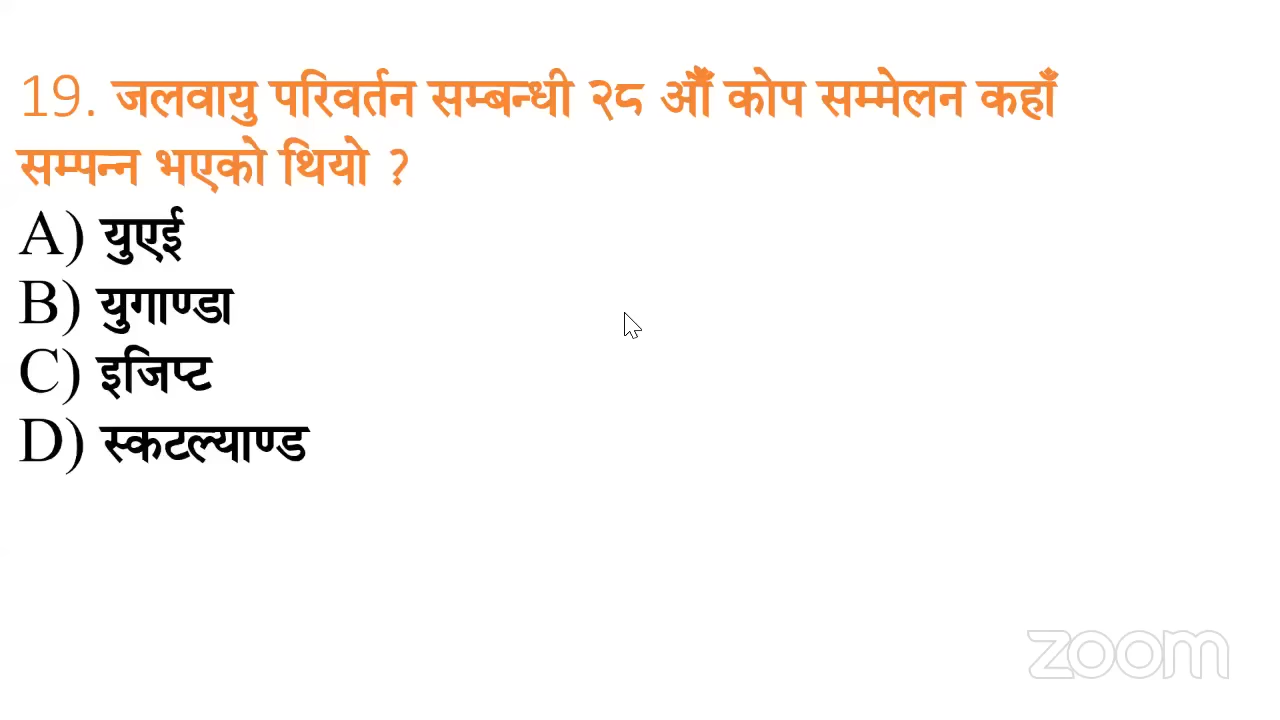 19. जलवायु परिवर्तन सम्बन्धी २८ औँ कोप सम्मेलन कहाँ
सम्पन्न भएको थियो ?
A) युएई
B) युगाण्डा
C) इजिप्ट
D) स्कटल्याण्ड
zoom